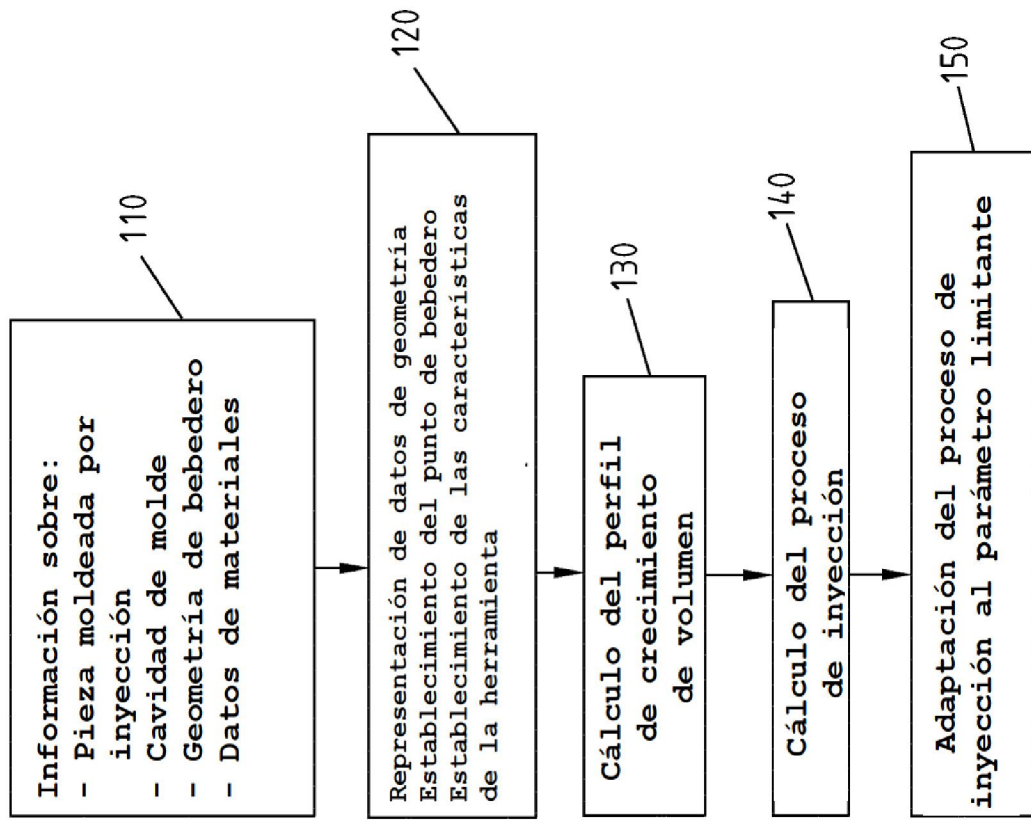 Información sobre:
- Pieza moldeada por
inyección
- Cavidad de molde
- Geometría de bebedero
- Datos de materiales
110
Representación de datos de geometría
Establecimiento del punto de bebedero
Establecimiento de las características
de la herramienta
120
Cálculo del perfil
de crecimiento
de volumen
130
Cálculo del proceso
de inyección
140
Adaptación del proceso de
inyección al parámetro limitante
150